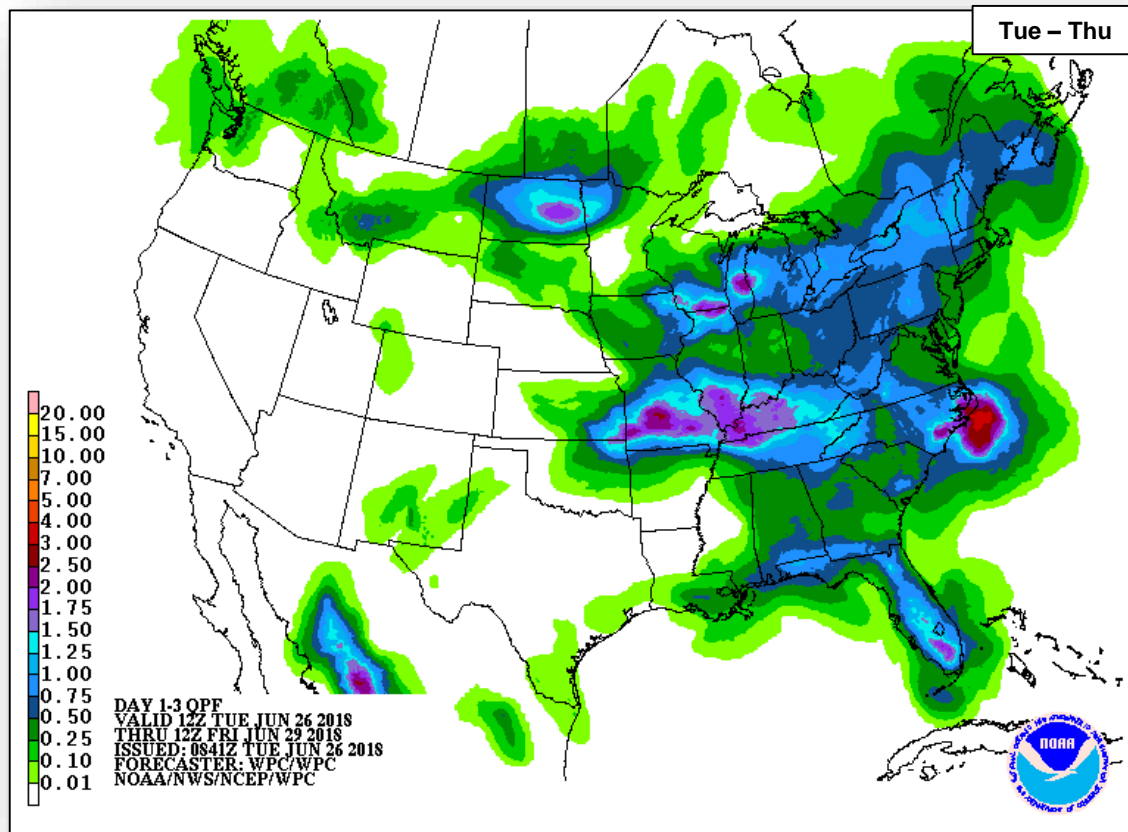 Tue – Thu
20.00
15.00
10.00
7.00
5.00
4.00
3.00
2.50
2.00
1.75
1.50
1.25
1.00
0.75
0.50
0.25
0.10
0.01
DAY 1-3 QPF
VALID 12Z TUE JUN 26 2018
THRU 12Z FRI JUN 29 2018
ISSUED: 0841Z TUE JUN 26 2018
FORECASTER: WPC/WPC
NOAA/NWS/NCEP/WPC
NOAA